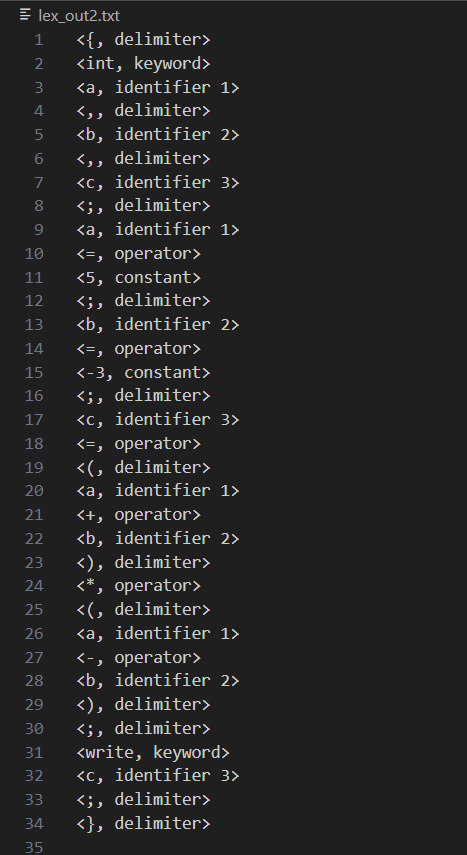 lex_out2.txt
1 <{, delimiter>
2 <int, keyword>
3 <a, identifier 1>
4 <,, delimiter>
5 <b, identifier 2>
6 <,, delimiter>
7 <c, identifier 3>
8 <;, delimiter>
9 <a, identifier 1>
10 <=, operator>
11 <5, constant>
12 <;, delimiter>
13 <b, identifier 2>
14 <=, operator>
15 <-3, constant>
16 <;, delimiter>
17 <c, identifier 3>
18 <=, operator>
19 <(, delimiter>
20 <a, identifier 1>
21 <+, operator>
22 <b, identifier 2>
23 <), delimiter>
24 <*, operator>
25 <(, delimiter>
26 <a, identifier 1>
27 <-, operator>
28 <b, identifier 2>
29 <), delimiter>
30 <;, delimiter>
31 <write, keyword>
32 <c, identifier 3>
33 <;, delimiter>
34 <}, delimiter>
35